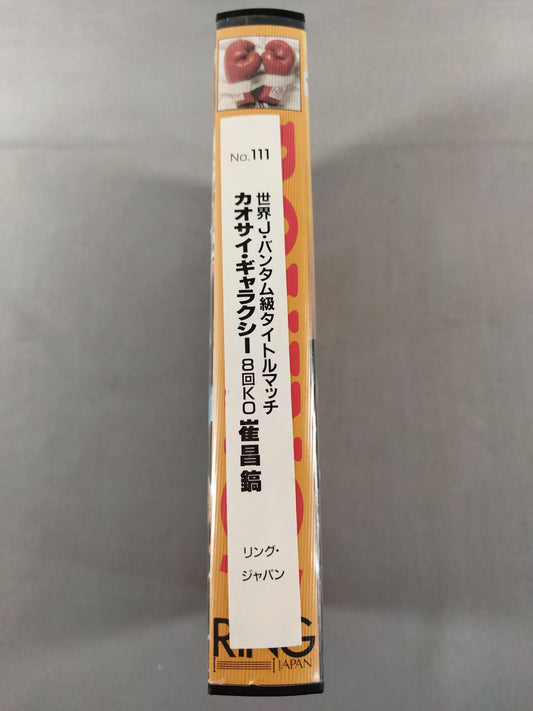 No.111
世界J・バンタム級タイトルマッチ
カオサイ・ギャラクシー8回KO崔昌鎬
リング・
ジャパン
RING
JAPAN